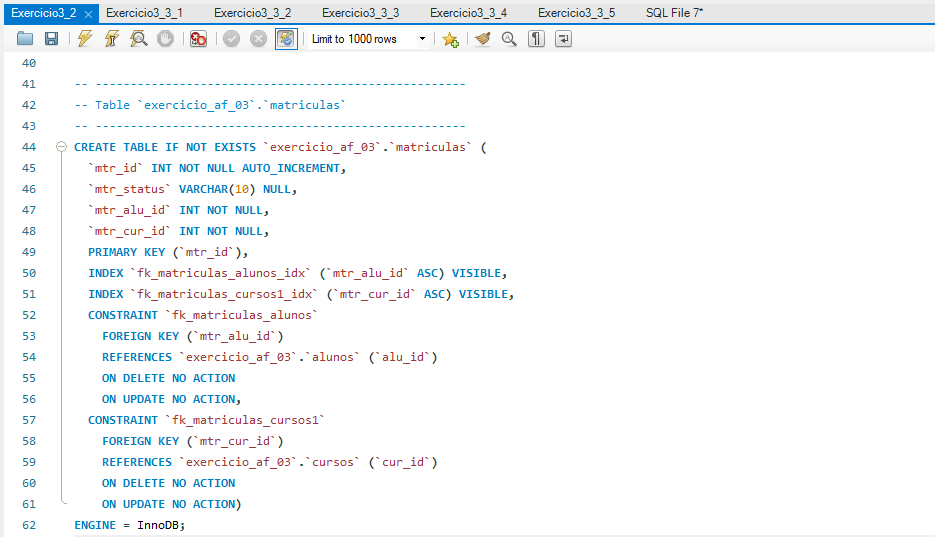 Exercicio3_2 × Exercicio3_3_1 Exercicio3_3_2 Exercicio3_3_3 Exercicio3_3_4 Exercicio3_3_5 SQL File 7*
Limit to 1000 rows
40
41 -- -----------------------------------------------------
42 -- Table `exercicio_af_03`.`matriculas`
43 -- -----------------------------------------------------
44 CREATE TABLE IF NOT EXISTS `exercicio_af_03`.`matriculas` (
45 `mtr_id` INT NOT NULL AUTO_INCREMENT,
46 `mtr_status` VARCHAR(10) NULL,
47 `mtr_alu_id` INT NOT NULL,
48 `mtr_cur_id` INT NOT NULL,
49 PRIMARY KEY (`mtr_id`),
50 INDEX `fk_matriculas_alunos_idx` (`mtr_alu_id` ASC) VISIBLE,
51 INDEX `fk_matriculas_cursos1_idx` (`mtr_cur_id` ASC) VISIBLE,
52 CONSTRAINT `fk_matriculas_alunos`
53 FOREIGN KEY (`mtr_alu_id`)
54 REFERENCES `exercicio_af_03`.`alunos` (`alu_id`)
55 ON DELETE NO ACTION
56 ON UPDATE NO ACTION,
57 CONSTRAINT `fk_matriculas_cursos1`
58 FOREIGN KEY (`mtr_cur_id`)
59 REFERENCES `exercicio_af_03`.`cursos` (`cur_id`)
60 ON DELETE NO ACTION
61 ON UPDATE NO ACTION)
62 ENGINE = InnoDB;